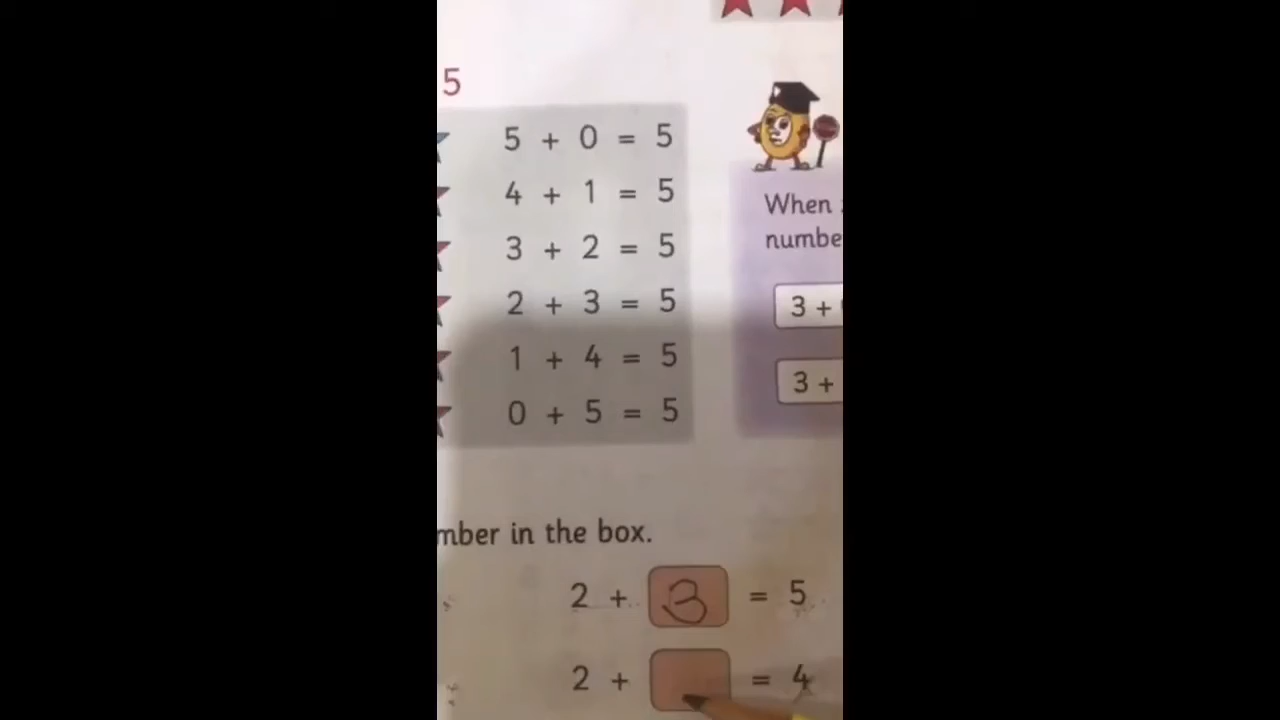 5
5 + 0 = 5
4 + 1 = 5
3 + 2 = 5
2 + 3 = 5
1 + 4 = 5
0 + 5 = 5
When
numbe
3 +
3 +
mber in the box.
2 + 3 = 5
2 + = 4